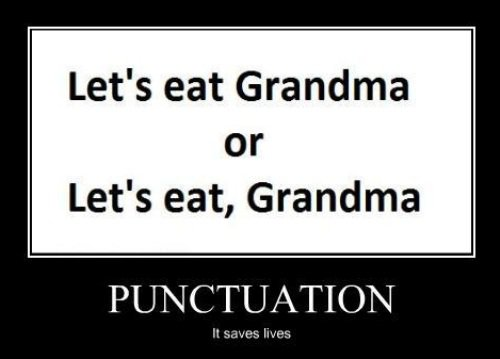 Let's eat Grandma
or
Let's eat, Grandma
PUNCTUATION
It saves lives